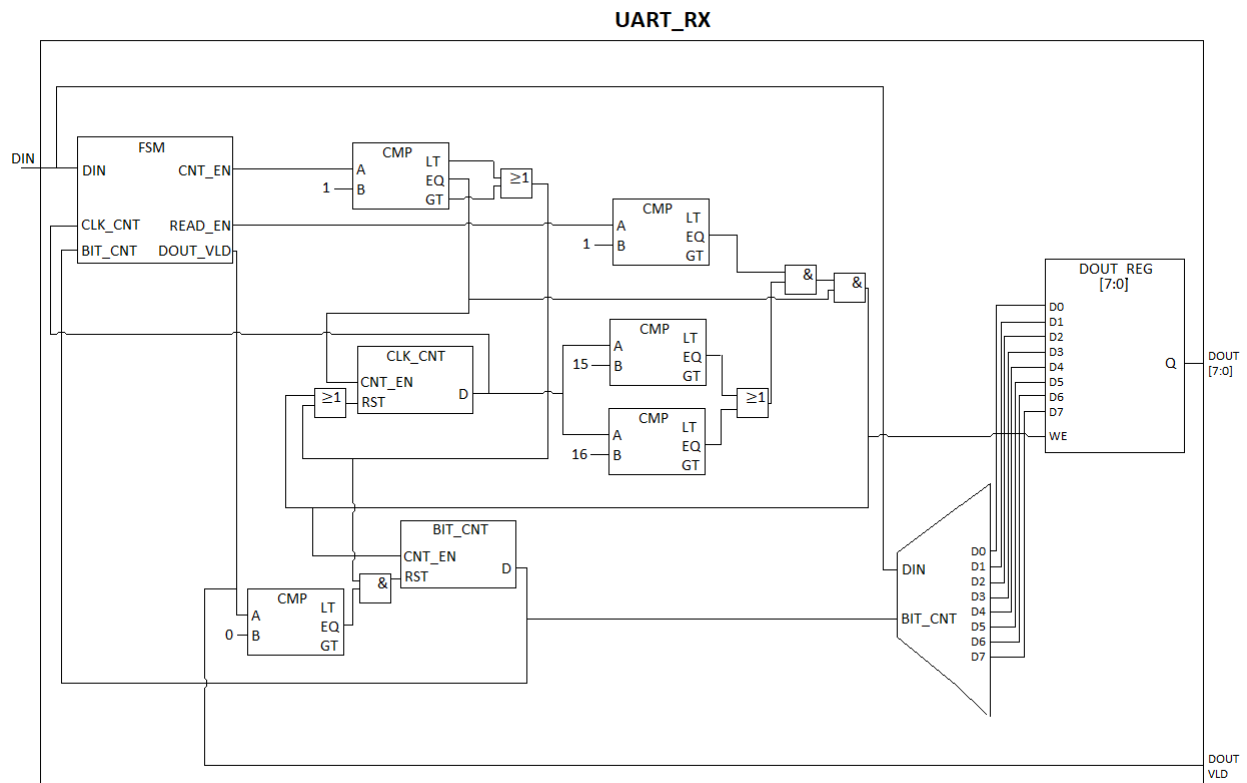 UART_RX
DIN
FSM
DIN
CNT_EN
CLK_CNT
READ_EN
BIT_CNT
DOUT_VLD
CMP
LT
A
EQ
1
B
GT
≥1
CMP
LT
A
EQ
1
B
GT
&
&
CMP
LT
A
EQ
15
B
GT
≥1
CMP
LT
A
EQ
16
B
GT
CLK_CNT
CNT_EN
D
≥1
RST
BIT_CNT
CNT_EN
D
RST
&
CMP
LT
A
EQ
0
B
GT
DIN
BIT_CNT
D0
D1
D2
D3
D4
D5
D6
D7
DOUT_REG
[7:0]
D0
D1
D2
D3
D4
D5
D6
D7
WE
Q
DOUT
[7:0]
DOUT
VLD